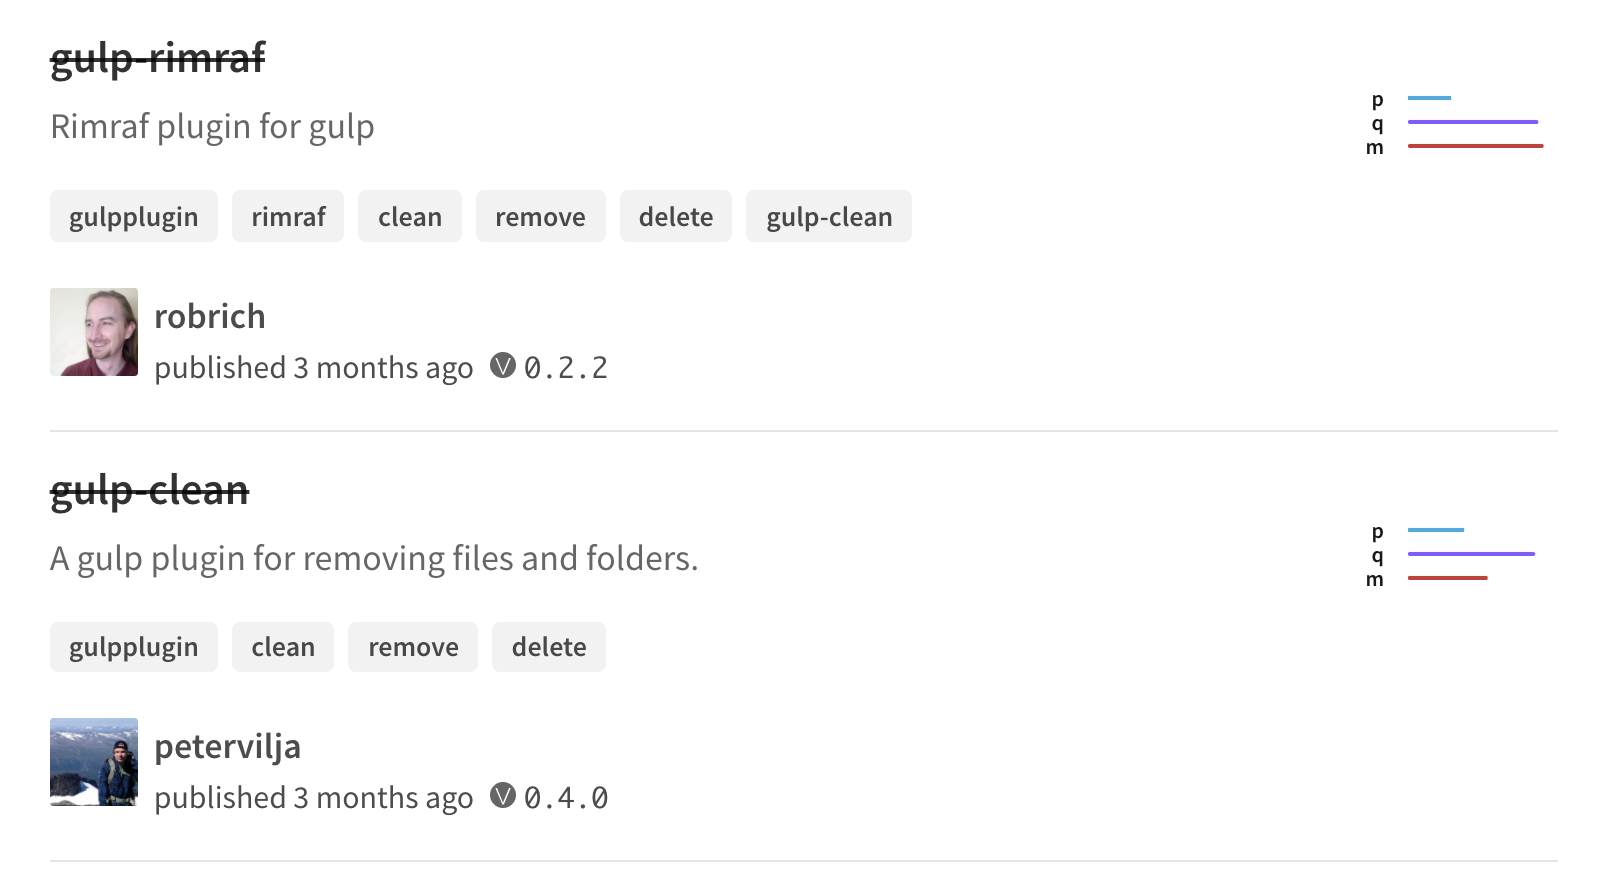 gulp-rimraf
Rimraf plugin for gulp
p
q
m
gulpplugin rimraf clean remove delete gulp-clean
robrich
published 3 months ago V 0.2.2
gulp-clean
A gulp plugin for removing files and folders.
p
q
m
gulpplugin clean remove delete
petervilja
published 3 months ago V 0.4.0